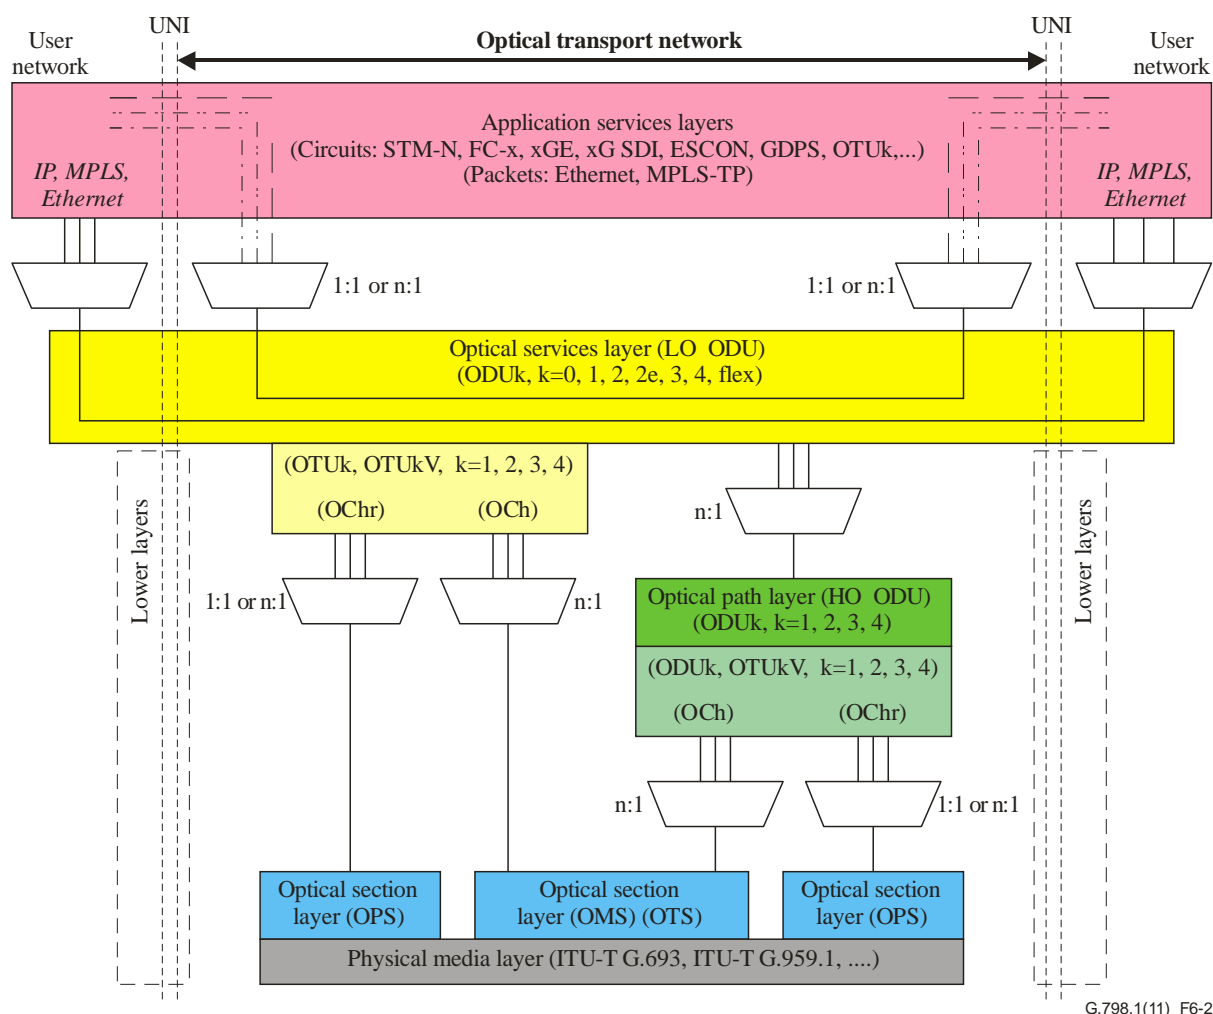 UNI
UNI
User
network
Optical transport network
User
network
Application services layers
(Circuits: STM-N, FC-x, xGE, xG SDI, ESCON, GDPS, OTUk,...)
(Packets: Ethernet, MPLS-TP)
IP, MPLS,
Ethernet
IP, MPLS,
Ethernet
1:1 or n:1
1:1 or n:1
Optical services layer (LO ODU)
(ODUk, k=0, 1, 2, 2e, 3, 4, flex)
(OTUk, OTUkV, k=1, 2, 3, 4)
(OChr)
(OCh)
n:1
Lower layers
Lower layers
1:1 or n:1
n:1
Optical path layer (HO ODU)
(ODUk, k=1, 2, 3, 4)
(ODUk, OTUkV, k=1, 2, 3, 4)
(OCh)
(OChr)
n:1
1:1 or n:1
Optical section
layer (OPS)
Optical section
layer (OMS) (OTS)
Optical section
layer (OPS)
Physical media layer (ITU-T G.693, ITU-T G.959.1, ....)
G.798.1(11)_F6-2